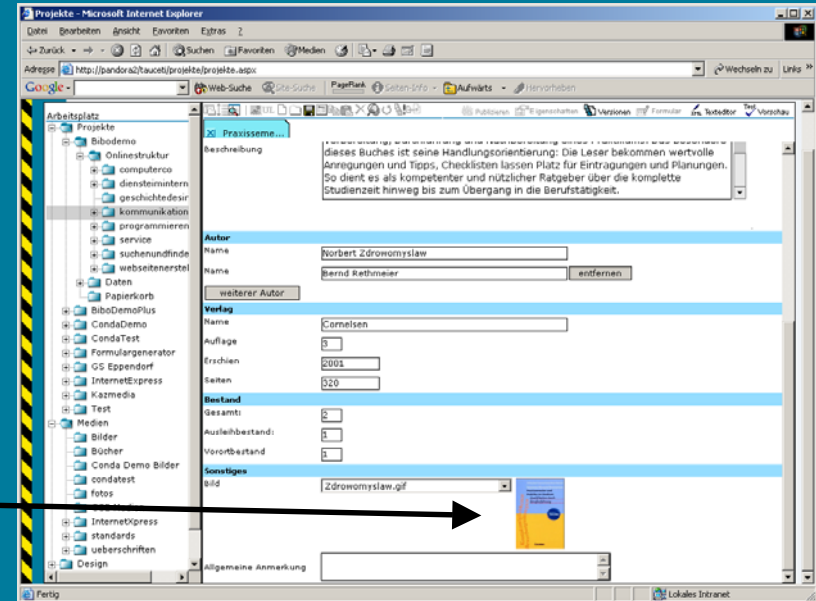 Projekte - Microsoft Internet Explorer
Datei Bearbeiten Ansicht Favoriten Extras ?
Zurück Suchen Favoriten Medien
Adresse http://pandora2/tauceti/projekte/projekte.aspx Wechseln zu Links »
Google - Web-Suche Site-Suche PageRank Seiten-Info Aufwärts Hervorheben
Arbeitsplatz
Projekte
Bibodemo
Onlinestruktur
computerco
diensteimintern
geschichtedesir
kommunikation
programmieren
service
suchenundfinde
webseitenerstel
Daten
Papierkorb
BiboDemoPlus
CondaDemo
CondaTest
Formulargenerator
GS Eppendorf
InternetExpress
Kazmedia
Test
Medien
Bilder
Bücher
Conda Demo Bilder
condatest
fotos
InternetXpress
standards
ueberschriften
Design
URL Publizieren Eigenschaften Versionen Formular Texteditor Vorschau
Praxisseme...
Beschreibung
dieses Buches ist seine Handlungsorientierung: Die Leser bekommen wertvolle
Anregungen und Tipps, Checklisten lassen Platz für Eintragungen und Planungen.
So dient es als kompetenter und nützlicher Ratgeber über die komplette
Studienzeit hinweg bis zum Übergang in die Berufstätigkeit.
Autor
Name Norbert Zdrowomyslaw
Name Bernd Rethmeier entfernen
weiterer Autor
Verlag
Name Cornelsen
Auflage 3
Erschien 2001
Seiten 320
Bestand
Gesamt: 2
Ausleihbestand: 1
Vorortbestand 1
Sonstiges
Bild Zdrowomyslaw.gif
Allgemeine Anmerkung
Fertig Lokales Intranet